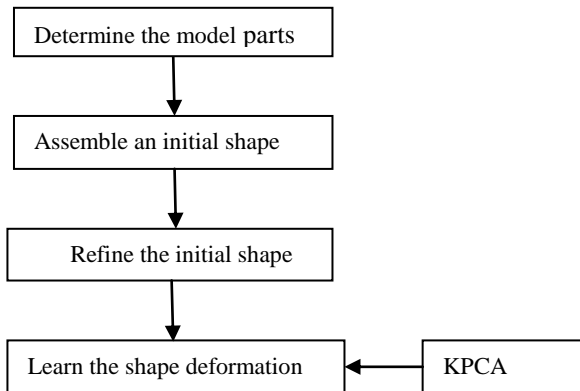 Determine the model parts
Assemble an initial shape
Refine the initial shape
Learn the shape deformation
KPCA